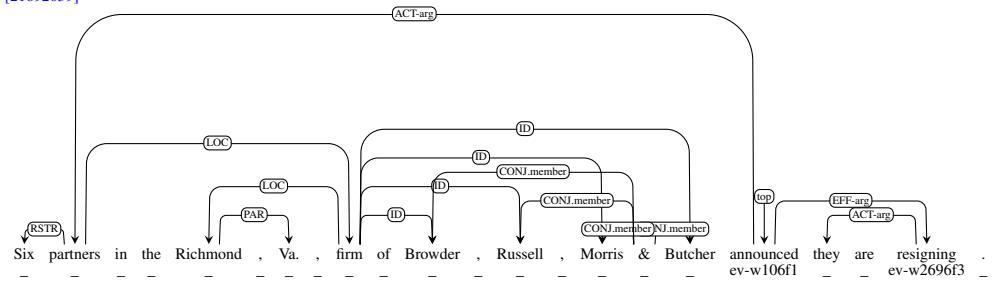 ACT-arg
ID
LOC
ID
CONJ.member
LOC ID
CONJ.member
PAR top EFF-arg
ID ACT-arg
RSTR CONJ.member NJ.member
Six partners in the Richmond , Va. , firm of Browder , Russell , Morris & Butcher announced they are resigning .
_ _ _ _ _ _ _ _ _ _ _ _ _ _ _ _ _ ev-w106f1 _ _ ev-w2696f3 _